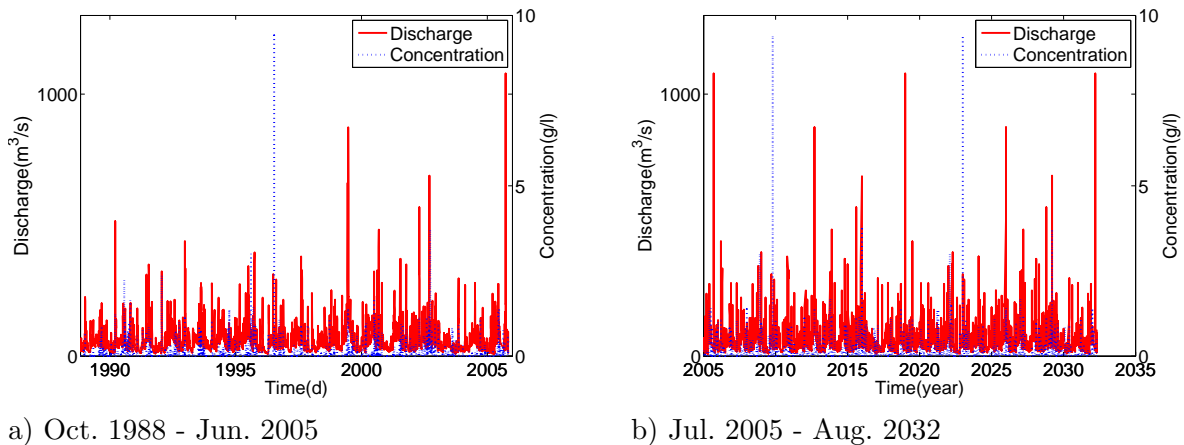 Discharge
Concentration
1000
0
10
5
0
Discharge(m³/s)
Concentration(g/l)
1990
1995
2000
2005
Time(d)
a) Oct. 1988 - Jun. 2005
Discharge
Concentration
1000
0
10
5
0
Discharge(m³/s)
Concentration(g/l)
2005
2010
2015
2020
2025
2030
2035
Time(year)
b) Jul. 2005 - Aug. 2032